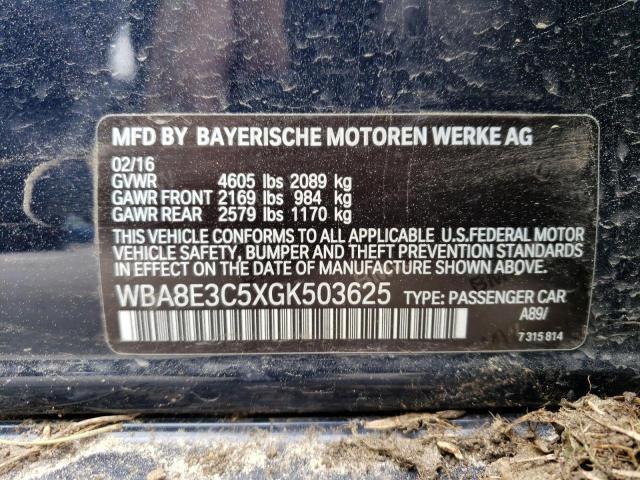 MFD BY BAYERISCHE MOTOREN WERKE AG
02/16
GVWR 4605 lbs 2089 kg
GAWR FRONT 2169 lbs 984 kg
GAWR REAR 2579 lbs 1170 kg
THIS VEHICLE CONFORMS TO ALL APPLICABLE U.S.FEDERAL MOTOR
VEHICLE SAFETY, BUMPER AND THEFT PREVENTION STANDARDS
IN EFFECT ON THE DATE OF MANUFACTURE SHOWN ABOVE.
WBA8E3C5XGK503625 TYPE: PASSENGER CAR
A89/
7 315 814